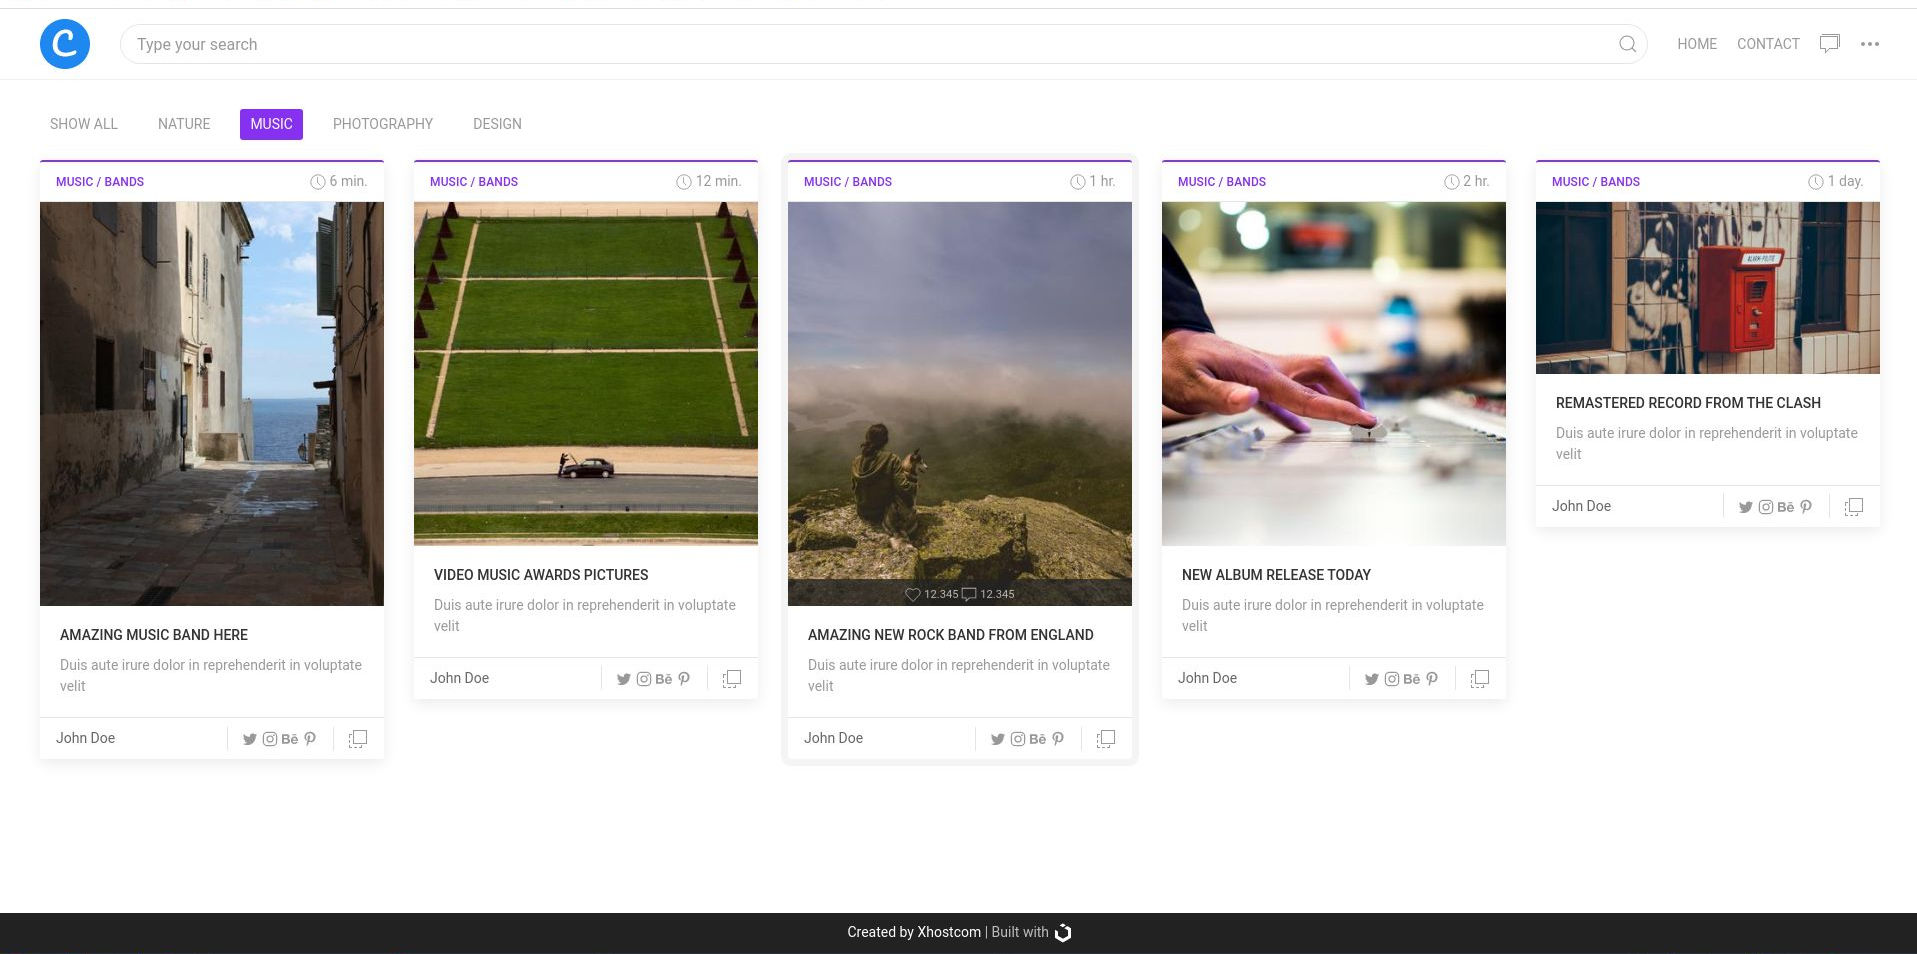 C
Type your search
HOME CONTACT
SHOW ALL NATURE MUSIC PHOTOGRAPHY DESIGN
MUSIC / BANDS 6 min.
AMAZING MUSIC BAND HERE
Duis aute irure dolor in reprehenderit in voluptate
velit
John Doe Bē
MUSIC / BANDS 12 min.
VIDEO MUSIC AWARDS PICTURES
Duis aute irure dolor in reprehenderit in voluptate
velit
John Doe Bē
MUSIC / BANDS 1 hr.
12.345 12.345
AMAZING NEW ROCK BAND FROM ENGLAND
Duis aute irure dolor in reprehenderit in voluptate
velit
John Doe Bē
MUSIC / BANDS 2 hr.
NEW ALBUM RELEASE TODAY
Duis aute irure dolor in reprehenderit in voluptate
velit
John Doe Bē
MUSIC / BANDS 1 day.
REMASTERED RECORD FROM THE CLASH
Duis aute irure dolor in reprehenderit in voluptate
velit
John Doe Bē
Created by Xhostcom | Built with